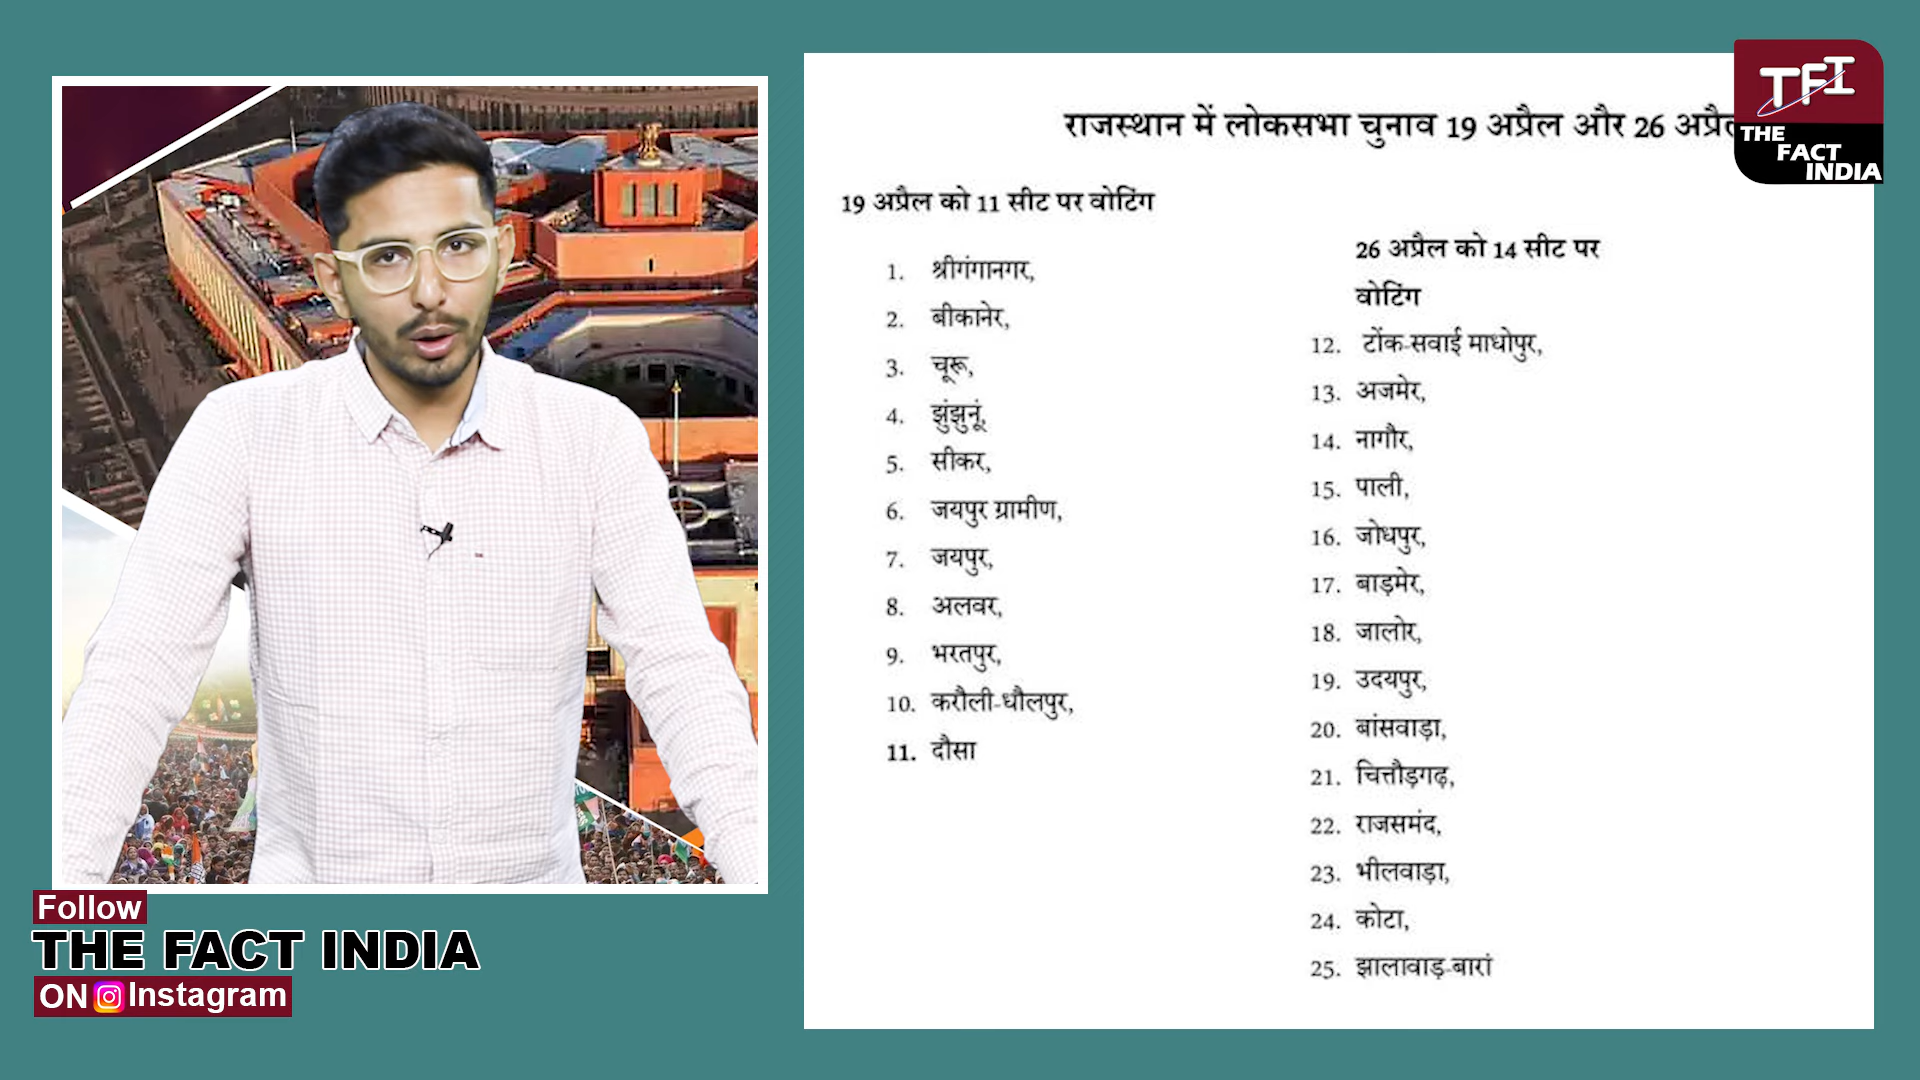 राजस्थान में लोकसभा चुनाव 19 अप्रैल और 26 अप्रैल
TFI
THE
FACT
INDIA
19 अप्रैल को 11 सीट पर वोटिंग
1. श्रीगंगानगर,
2. बीकानेर,
3. चूरू,
4. झुंझुनूं,
5. सीकर,
6. जयपुर ग्रामीण,
7. जयपुर,
8. अलवर,
9. भरतपुर,
10. करौली-धौलपुर,
11. दौसा
26 अप्रैल को 14 सीट पर
वोटिंग
12. टोंक-सवाई माधोपुर,
13. अजमेर,
14. नागौर,
15. पाली,
16. जोधपुर,
17. बाड़मेर,
18. जालोर,
19. उदयपुर,
20. बांसवाड़ा,
21. चित्तौड़गढ़,
22. राजसमंद,
23. भीलवाड़ा,
24. कोटा,
25. झालावाड़-बारां
Follow
THE FACT INDIA
ON Instagram